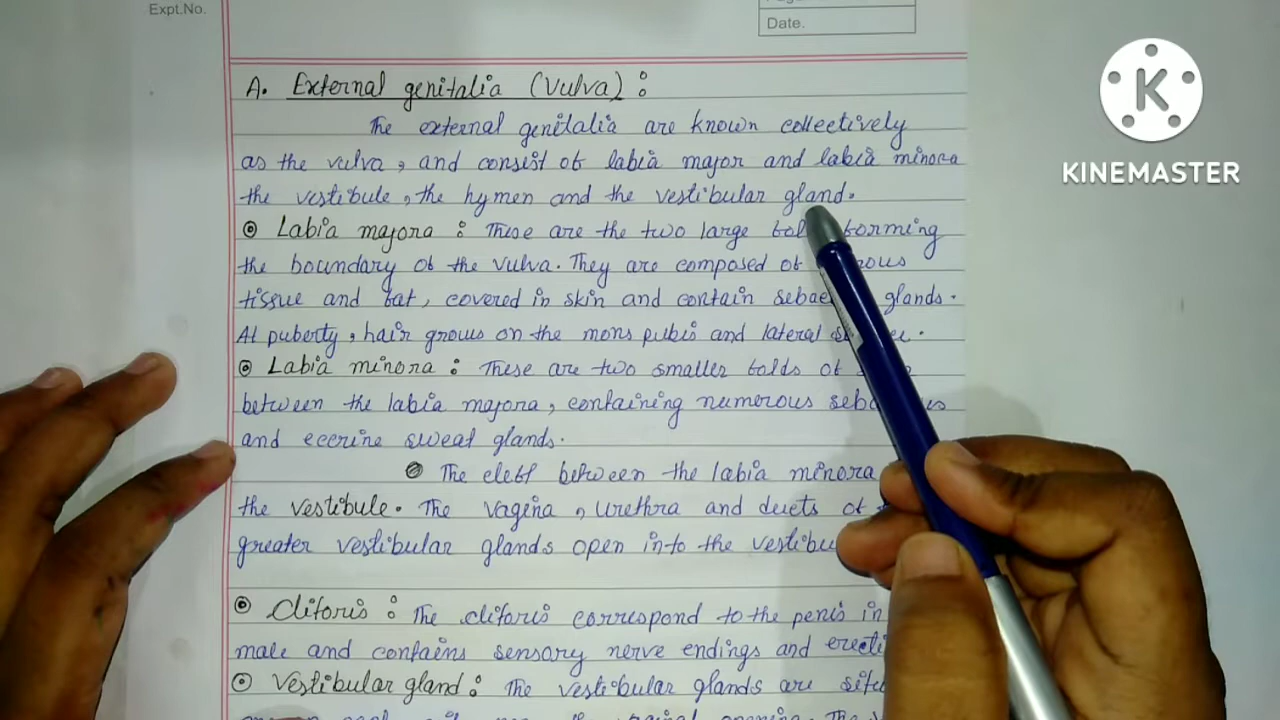 Expt.No.
Date.
KINEMASTER
A. External genitalia (vulva) :
The external genitalia are known collectively
as the vulva, and consist of labia major and labia minora
the vestibule, the hymen and the vestibular gland.
Labia majora : These are the two large forming
the boundary of the vulva. They are composed of
tissue and fat, covered in skin and contain glands.
At puberty, hair grows on the mons pubis and lateral
Labia minora : These are two smaller folds of
between the labia majora, containing numerous
and eccrine sweat glands.
The cleft between the labia minora
the vestibule. The vagina, urethra and ducts of
greater vestibular glands open into the
Clitoris : The clitoris correspond to the penis in
male and contains sensory nerve endings and
Vestibular gland : The vestibular glands are